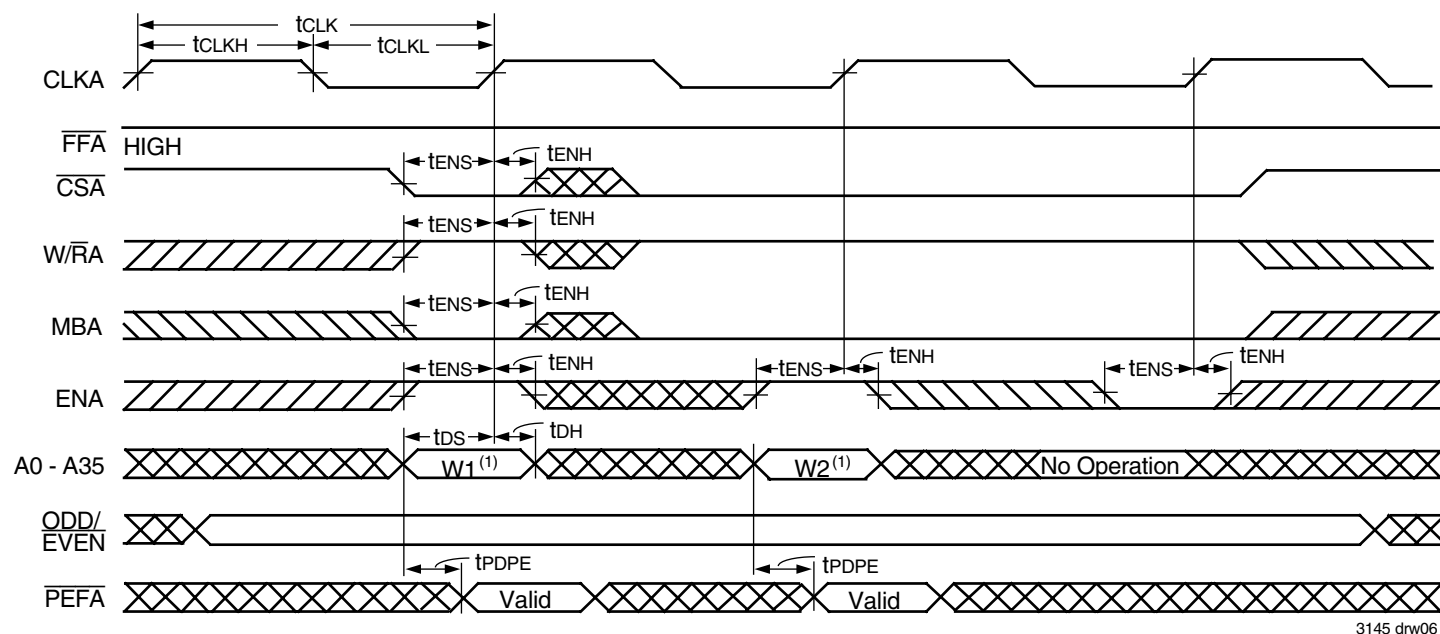 tCLK
tCLKH tCLKL
CLKA
FFA HIGH
tENS tENH
CSA
tENS tENH
W/RA
tENS tENH
MBA
tENS tENH tENS tENH tENS tENH
ENA
tDS tDH
A0 - A35 W1(1) W2(1) No Operation
ODD/
EVEN
tPDPE tPDPE
PEFA Valid Valid
3145 drw06